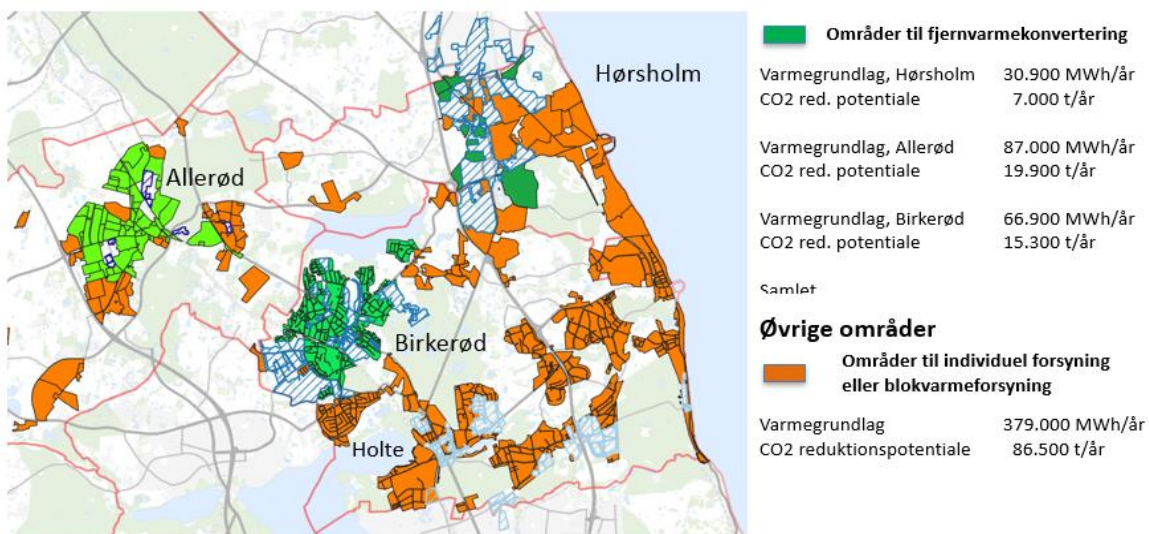 Hørsholm
Allerød
Birkerød
Holte
Områder til fjernvarmekonvertering
Varmegrundlag, Hørsholm 30.900 MWh/år
CO2 red. potentiale 7.000 t/år
Varmegrundlag, Allerød 87.000 MWh/år
CO2 red. potentiale 19.900 t/år
Varmegrundlag, Birkerød 66.900 MWh/år
CO2 red. potentiale 15.300 t/år
Samlet
Øvrige områder
Områder til individuel forsyning
eller blokvarmeforsyning
Varmegrundlag 379.000 MWh/år
CO2 reduktionspotentiale 86.500 t/år